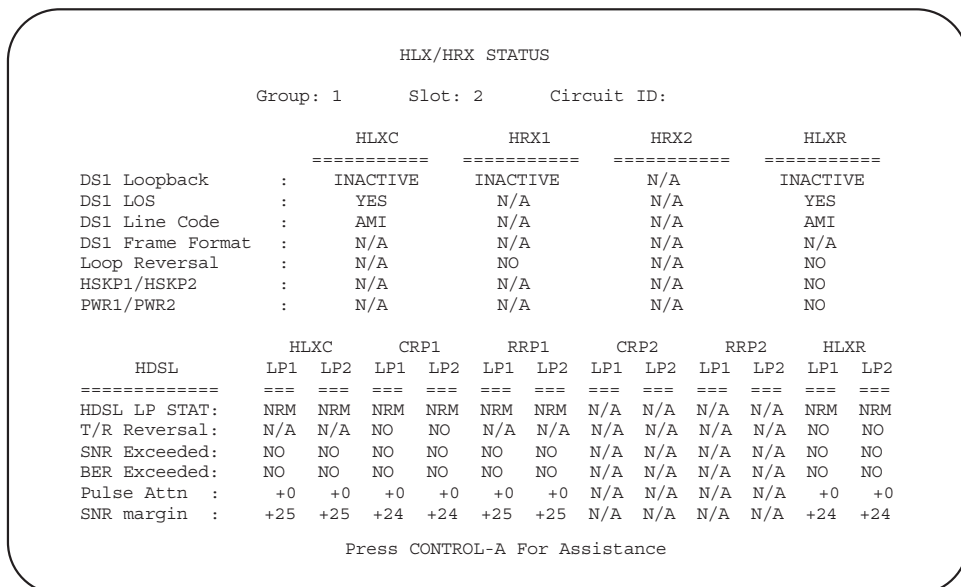 HLX/HRX STATUS
Group: 1 Slot: 2 Circuit ID:
HLXC HRX1 HRX2 HLXR
=========== =========== =========== ===========
DS1 Loopback : INACTIVE INACTIVE N/A INACTIVE
DS1 LOS : YES N/A N/A YES
DS1 Line Code : AMI N/A N/A AMI
DS1 Frame Format : N/A N/A N/A N/A
Loop Reversal : N/A NO N/A NO
HSKP1/HSKP2 : N/A N/A N/A NO
PWR1/PWR2 : N/A N/A N/A NO
HLXC CRP1 RRP1 CRP2 RRP2 HLXR
HDSL LP1 LP2 LP1 LP2 LP1 LP2 LP1 LP2 LP1 LP2 LP1 LP2
============= === === === === === === === === === === === ===
HDSL LP STAT: NRM NRM NRM NRM NRM NRM N/A N/A N/A N/A NRM NRM
T/R Reversal: N/A N/A NO NO N/A N/A N/A N/A N/A N/A NO NO
SNR Exceeded: NO NO NO NO NO NO N/A N/A N/A N/A NO NO
BER Exceeded: NO NO NO NO NO NO N/A N/A N/A N/A NO NO
Pulse Attn : +0 +0 +0 +0 +0 +0 N/A N/A N/A N/A +0 +0
SNR margin : +25 +25 +24 +24 +25 +25 N/A N/A N/A N/A +24 +24
Press CONTROL-A For Assistance